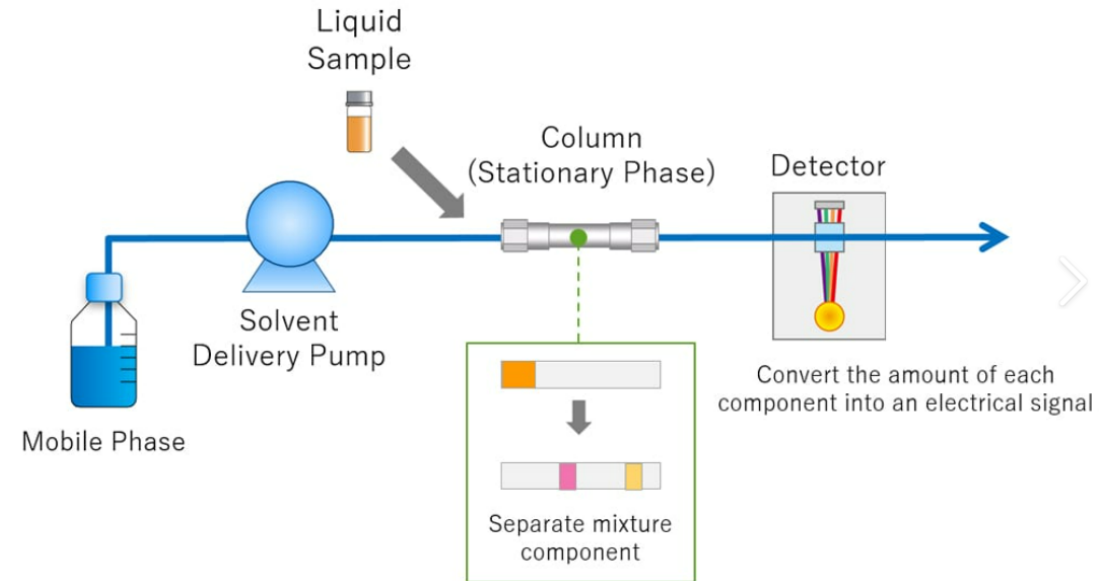 Liquid
Sample
Column
(Stationary Phase)
Detector
Solvent
Delivery Pump
Mobile Phase
Convert the amount of each
component into an electrical signal
Separate mixture
component